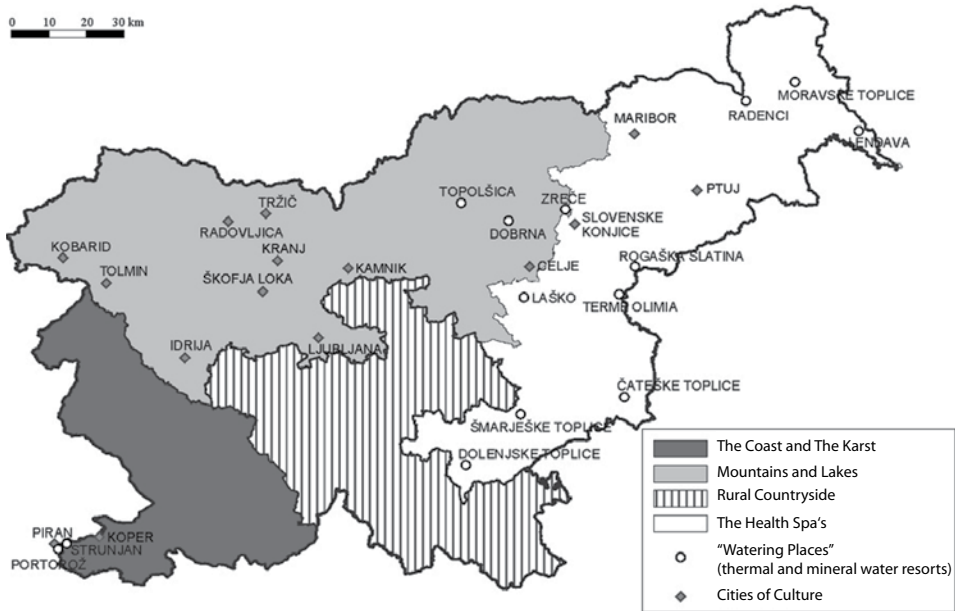 0 10 20 30 km
MORAVSKE TOPLICE
RADENCI
MARIBOR
LENDAVA
PTUJ
TOPOLŠICA
ZREČE
TRŽIČ
RADOVLJICA
DOBRNA
SLOVENSKE
KONJICE
KOBARID
KRANJ
ROGAŠKA SLATINA
TOLMIN
ŠKOFJA LOKA
KAMNIK
CELJE
LAŠKO
TERME OLIMIA
IDRIJA
LJUBLJANA
ČATEŠKE TOPLICE
ŠMARJEŠKE TOPLICE
DOLENJSKE TOPLICE
PIRAN
KOPER
STRUNJAN
PORTOROŽ
The Coast and The Karst
Mountains and Lakes
Rural Countryside
The Health Spa's
"Watering Places"
(thermal and mineral water resorts)
Cities of Culture